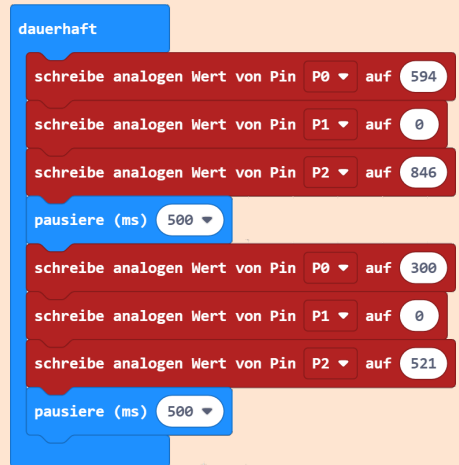 dauerhaft
schreibe analogen Wert von Pin P0 auf 594
schreibe analogen Wert von Pin P1 auf 0
schreibe analogen Wert von Pin P2 auf 846
pausiere (ms) 500
schreibe analogen Wert von Pin P0 auf 300
schreibe analogen Wert von Pin P1 auf 0
schreibe analogen Wert von Pin P2 auf 521
pausiere (ms) 500